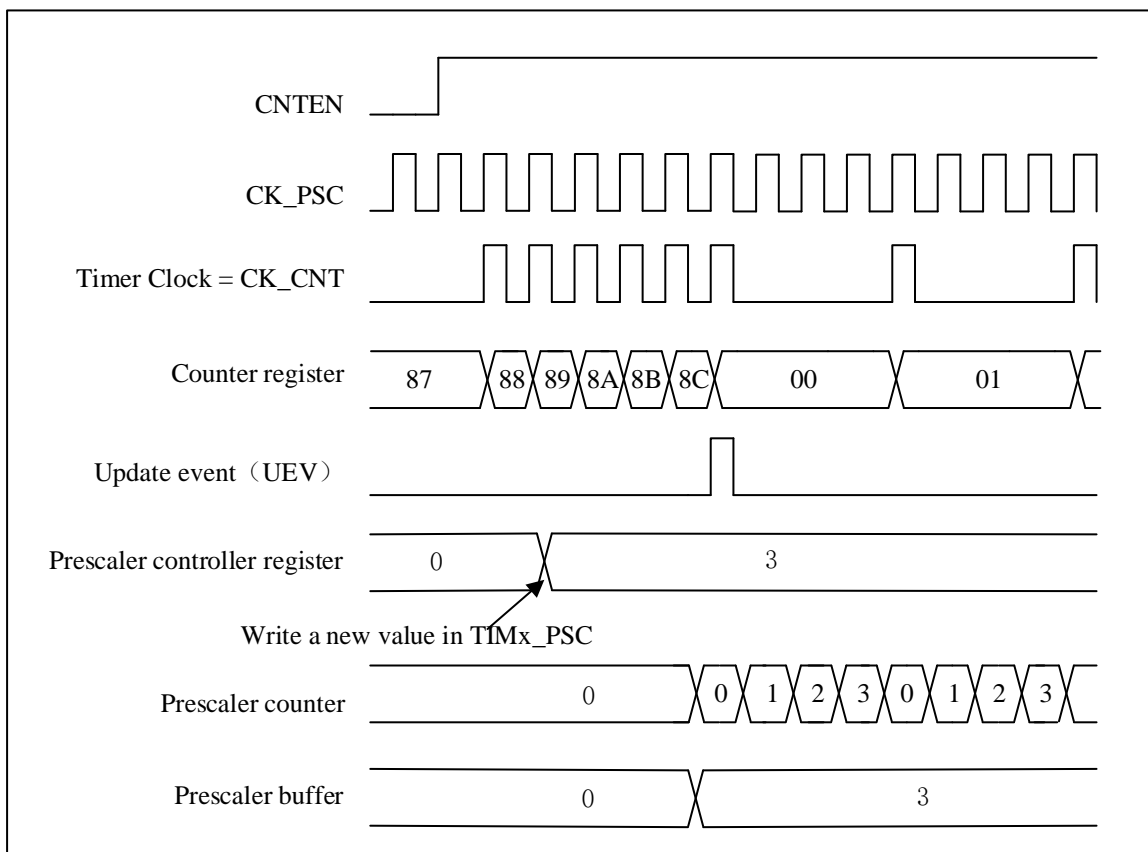 CNTEN
CK_PSC
Timer Clock = CK_CNT
Counter register 87 88 89 8A 8B 8C 00 01
Update event（UEV）
Prescaler controller register 0 3
Write a new value in TIMx_PSC
Prescaler counter 0 0 1 2 3 0 1 2 3
Prescaler buffer 0 3